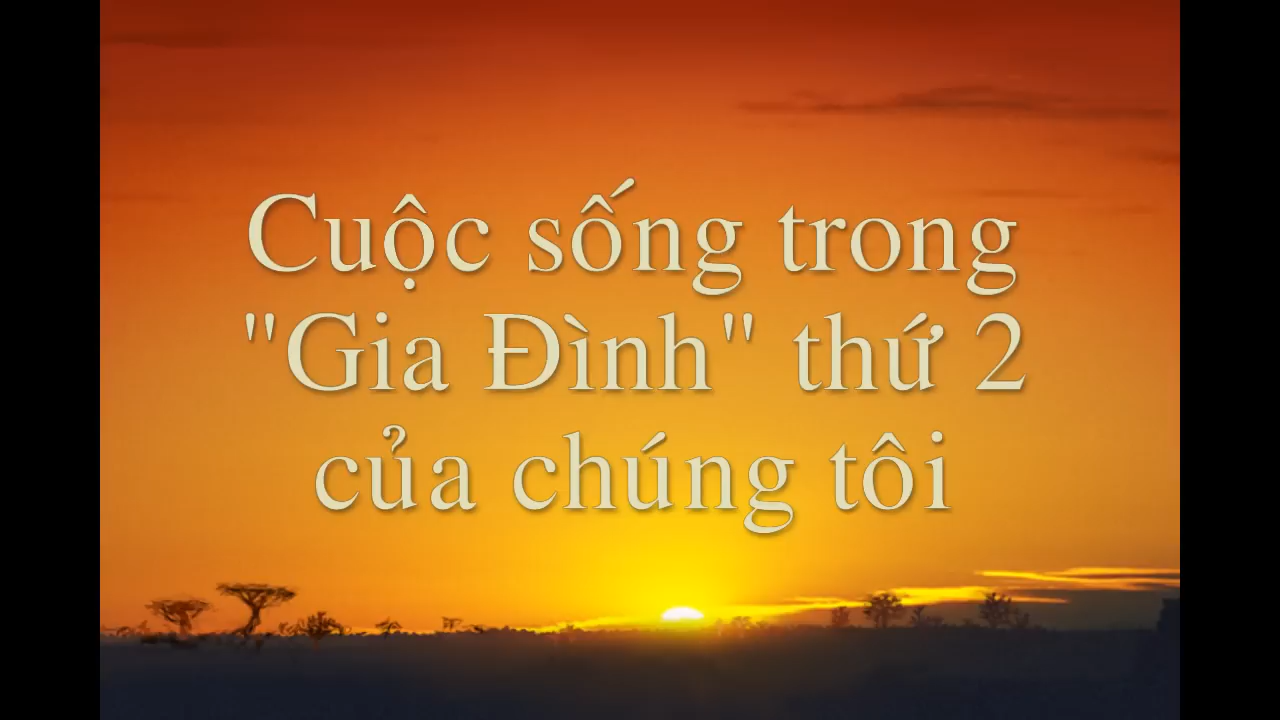 Cuộc sống trong
"Gia Đình" thứ 2
của chúng tôi